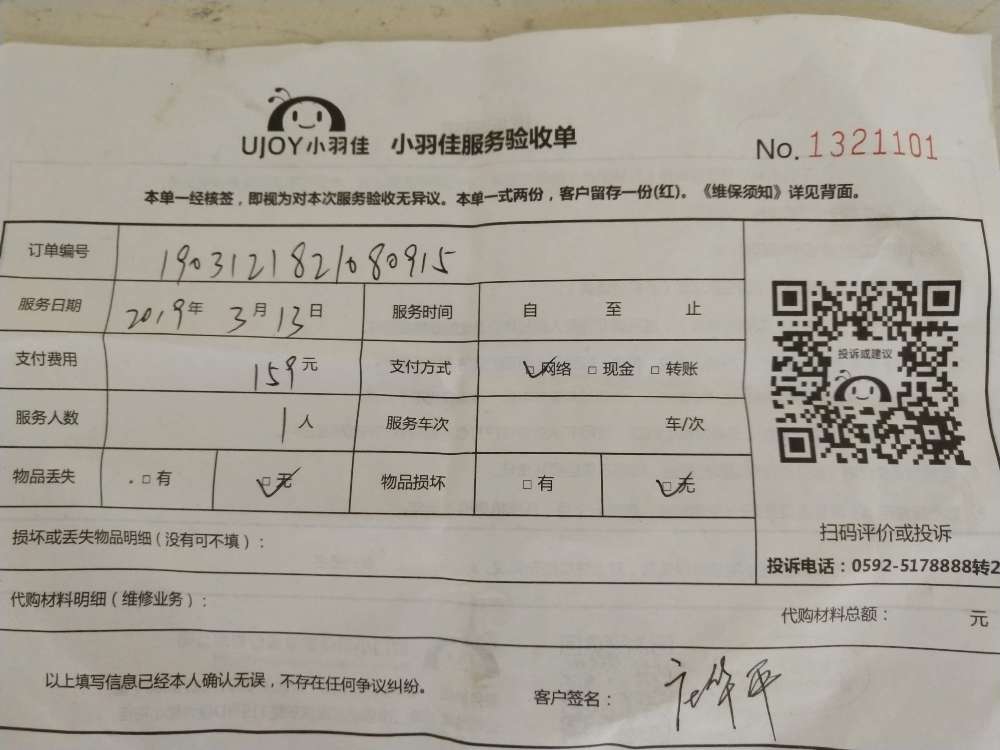 UJOY小羽佳 小羽佳服务验收单
No. 1321101
本单一经核签，即视为对本次服务验收无异议。本单一式两份，客户留存一份(红)。《维保须知》详见背面。
订单编号 1903121821080915
服务日期 2019年 3月 13日 服务时间 自 至 止
支付费用 159元 支付方式 ☑网络 □现金 □转账
投诉或建议
服务人数 1人 服务车次 车/次
物品丢失 □有 ☑无 物品损坏 □有 ☑无
扫码评价或投诉
损坏或丢失物品明细（没有可不填）：
投诉电话：0592-5178888转2
代购材料明细（维修业务）：
代购材料总额： 元
以上填写信息已经本人确认无误，不存在任何争议纠纷。
客户签名：